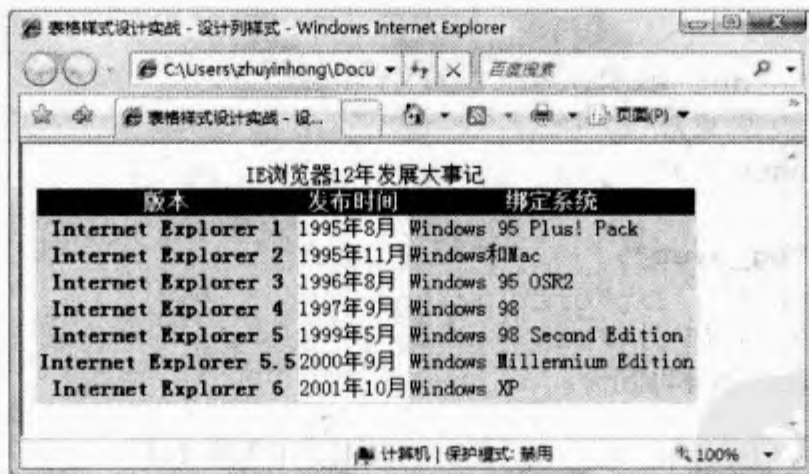 表格样式设计实战 - 设计列样式 - Windows Internet Explorer
C:\Users\zhuyinhong\Docu
百度搜索
表格样式设计实战 - 设...
页面(P)
IE浏览器12年发展大事记
版本 发布时间 绑定系统
Internet Explorer 1 1995年8月 Windows 95 Plus! Pack
Internet Explorer 2 1995年11月 Windows和Mac
Internet Explorer 3 1996年8月 Windows 95 OSR2
Internet Explorer 4 1997年9月 Windows 98
Internet Explorer 5 1999年5月 Windows 98 Second Edition
Internet Explorer 5.5 2000年9月 Windows Millennium Edition
Internet Explorer 6 2001年10月 Windows XP
计算机 | 保护模式: 禁用 100%